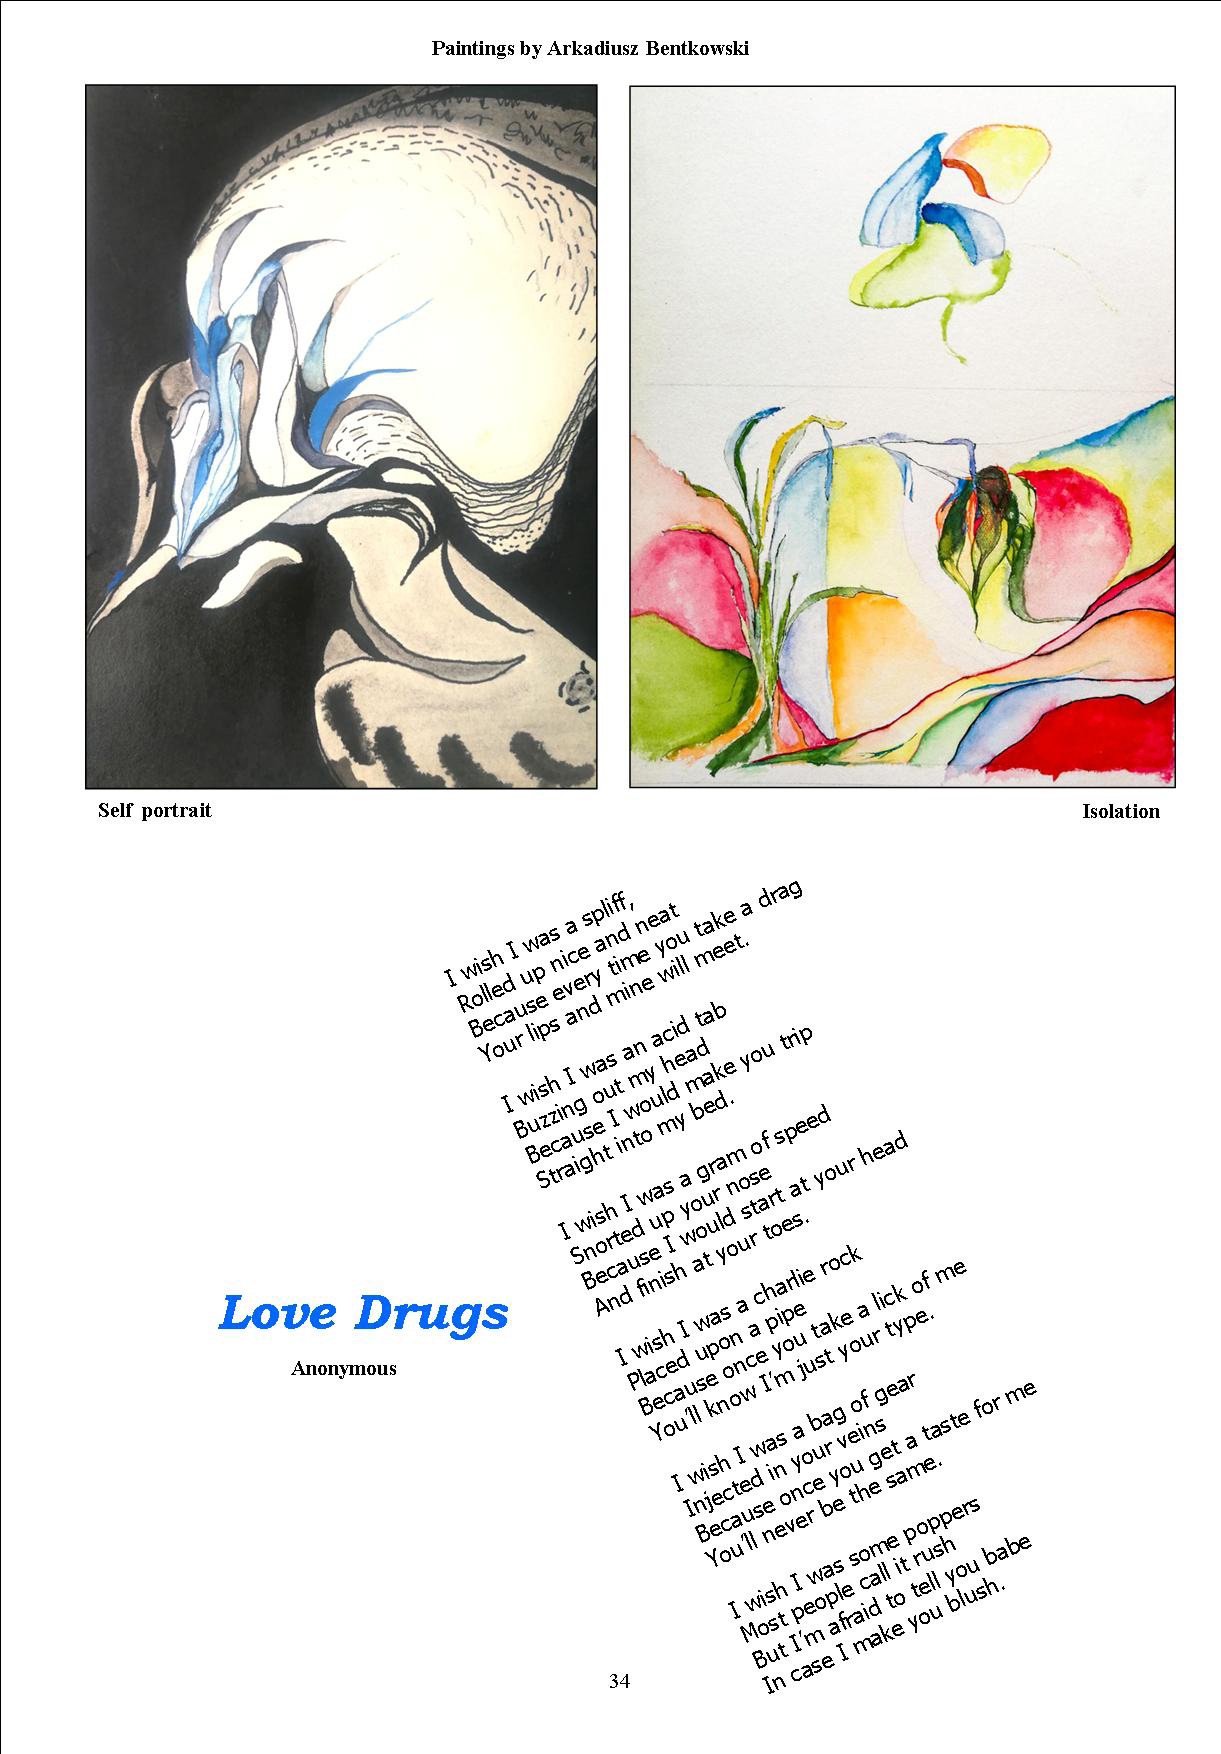 Paintings by Arkadiusz Bentkowski
Self portrait
Isolation
Love Drugs
Anonymous
I wish I was a spliff,
Rolled up nice and neat
Because every time you take a drag
Your lips and mine will meet.
I wish I was an acid tab
Buzzing out my head
Because I would make you trip
Straight into my bed.
I wish I was a gram of speed
Snorted up your nose
Because I would start at your head
And finish at your toes.
I wish I was a charlie rock
Placed upon a pipe
Because once you take a lick of me
You'll know I'm just your type.
I wish I was a bag of gear
Injected in your veins
Because once you get a taste for me
You'll never be the same.
I wish I was some poppers
Most people call it rush
But I'm afraid to tell you babe
In case I make you blush.
34